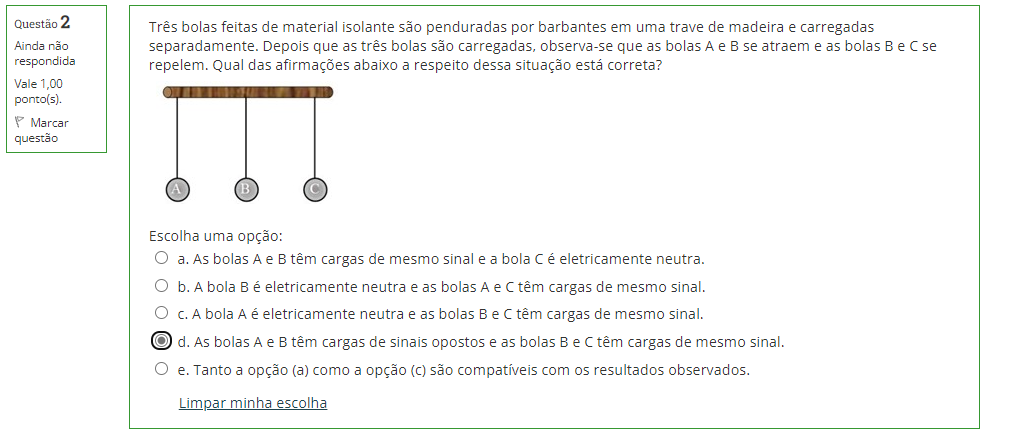 Questão 2
Ainda não
respondida
Vale 1,00
ponto(s).
Marcar
questão
Três bolas feitas de material isolante são penduradas por barbantes em uma trave de madeira e carregadas
separadamente. Depois que as três bolas são carregadas, observa-se que as bolas A e B se atraem e as bolas B e C se
repelem. Qual das afirmações abaixo a respeito dessa situação está correta?
A B C
Escolha uma opção:
a. As bolas A e B têm cargas de mesmo sinal e a bola C é eletricamente neutra.
b. A bola B é eletricamente neutra e as bolas A e C têm cargas de mesmo sinal.
c. A bola A é eletricamente neutra e as bolas B e C têm cargas de mesmo sinal.
d. As bolas A e B têm cargas de sinais opostos e as bolas B e C têm cargas de mesmo sinal.
e. Tanto a opção (a) como a opção (c) são compatíveis com os resultados observados.
Limpar minha escolha